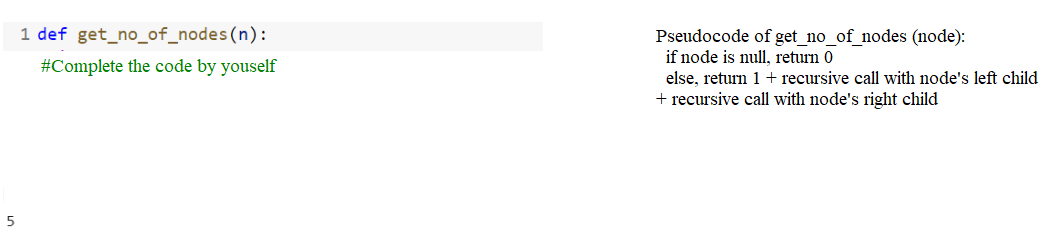 1 def get_no_of_nodes(n):
#Complete the code by youself
5
Pseudocode of get_no_of_nodes (node):
if node is null, return 0
else, return 1 + recursive call with node's left child
+ recursive call with node's right child